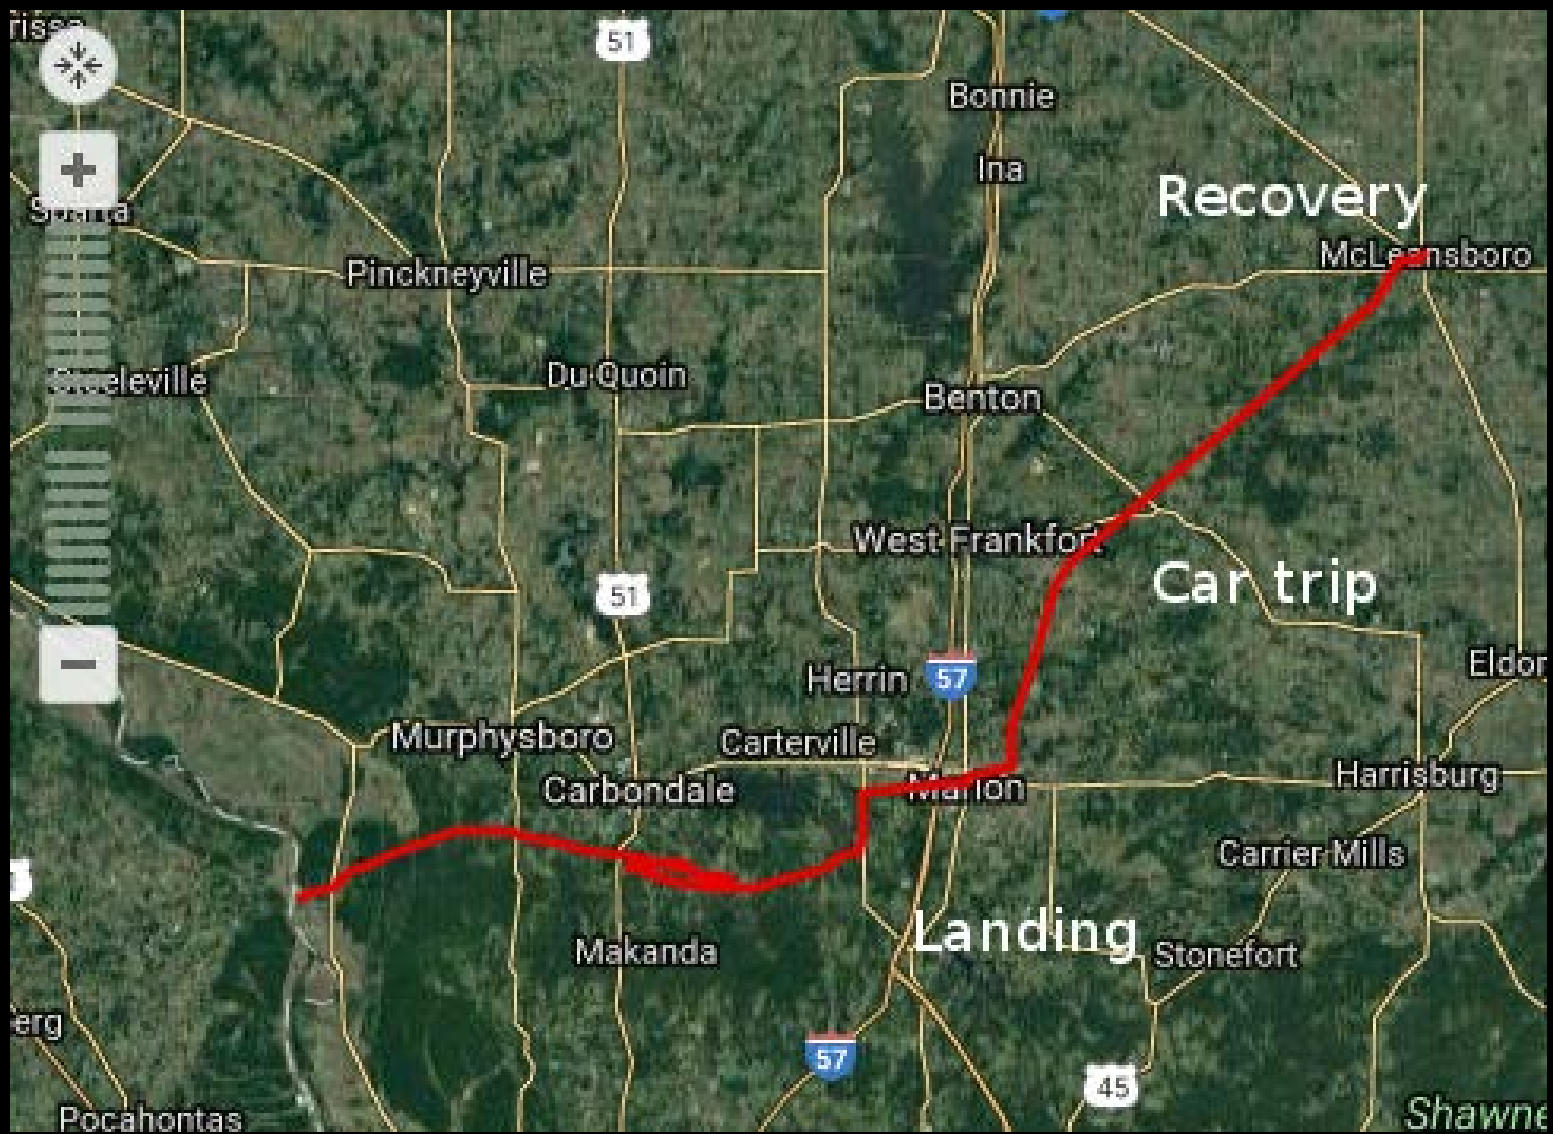 51
Bonnie
Ina
Recovery
McLeansboro
Pinckneyville
Du Quoin
Benton
West Frankfort
51
Car trip
Herrin
57
Murphysboro
Carterville
Carbondale
Marion
Harrisburg
Eldor
Carrier Mills
Landing
Makanda
Stonefort
erg
57
45
Pocahontas
Shawne